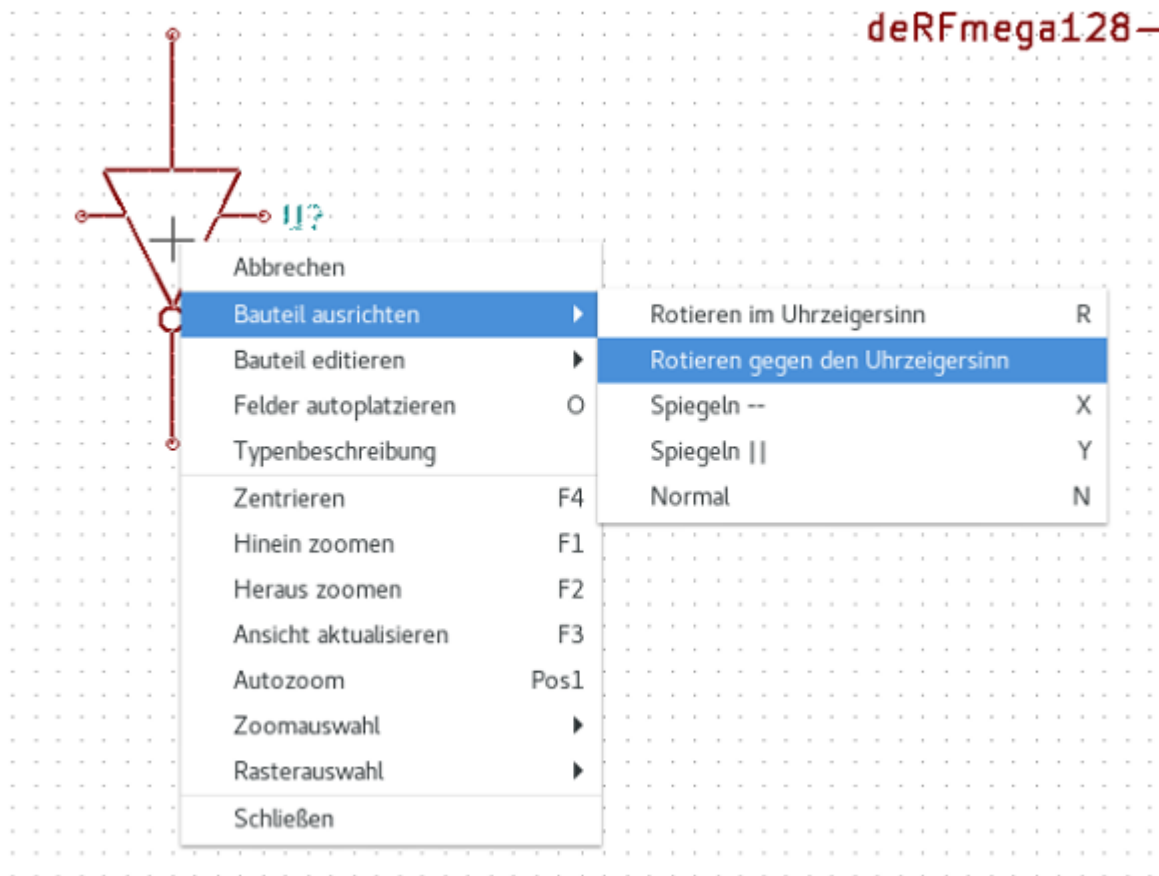 deRFmega128–
U?
Abbrechen
Bauteil ausrichten
Rotieren im Uhrzeigersinn R
Bauteil editieren
Rotieren gegen den Uhrzeigersinn
Felder autoplatzieren O
Spiegeln -- X
Typenbeschreibung
Spiegeln || Y
Zentrieren F4
Normal N
Hinein zoomen F1
Heraus zoomen F2
Ansicht aktualisieren F3
Autozoom Pos1
Zoomauswahl
Rasterauswahl
Schließen